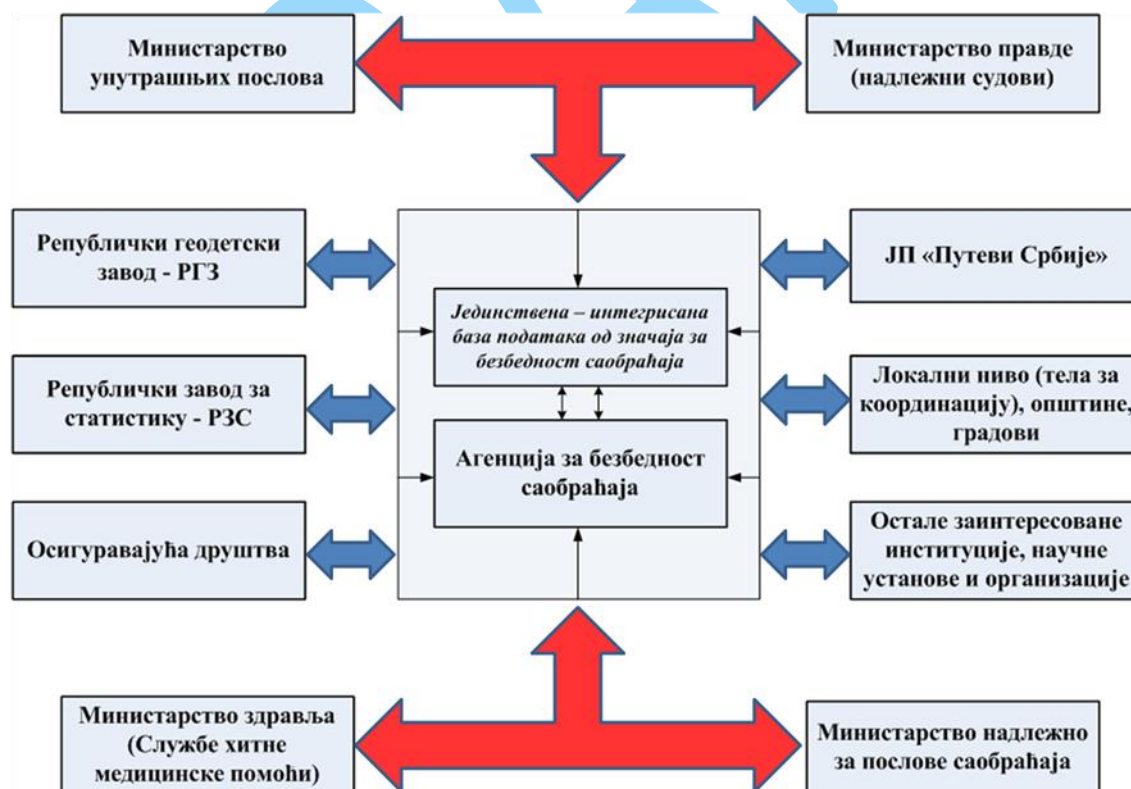 Министарство
унутрашњих послова
Министарство правде
(надлежни судови)
Републички геодетски
завод - РГЗ
ЈП «Путеви Србије»
Јединствена – интегрисана
база података од значаја за
безбедност саобраћаја
Републички завод за
статистику - РЗС
Локални ниво (тела за
координацију), општине,
градови
Агенција за безбедност
саобраћаја
Осигуравајућа друштва
Остале заинтересоване
институције, научне
установе и организације
Министарство здравља
(Службе хитне
медицинске помоћи)
Министарство надлежно
за послове саобраћаја